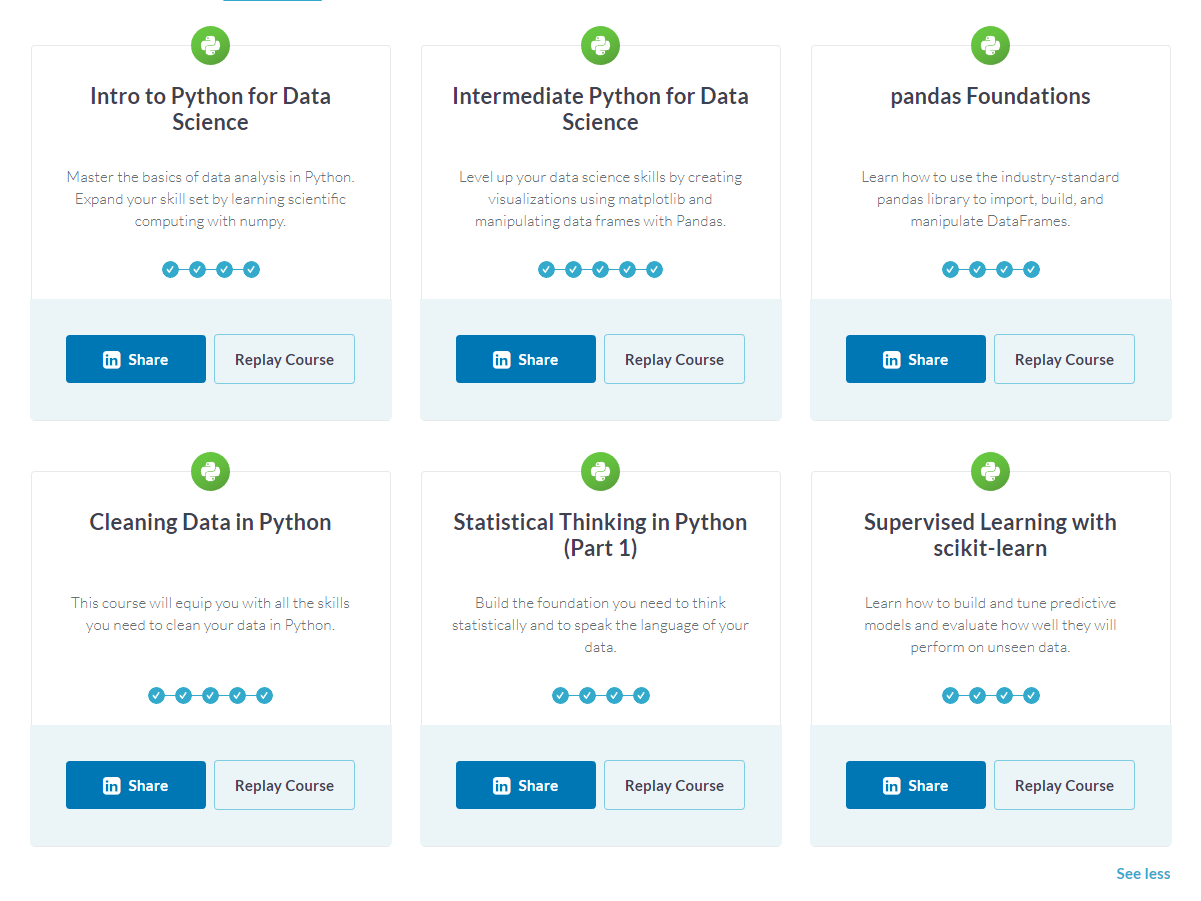 Intro to Python for Data
Science
Master the basics of data analysis in Python.
Expand your skill set by learning scientific
computing with numpy.
in Share
Replay Course
Intermediate Python for Data
Science
Level up your data science skills by creating
visualizations using matplotlib and
manipulating data frames with Pandas.
in Share
Replay Course
pandas Foundations
Learn how to use the industry-standard
pandas library to import, build, and
manipulate DataFrames.
in Share
Replay Course
Cleaning Data in Python
This course will equip you with all the skills
you need to clean your data in Python.
in Share
Replay Course
Statistical Thinking in Python
(Part 1)
Build the foundation you need to think
statistically and to speak the language of your
data.
in Share
Replay Course
Supervised Learning with
scikit-learn
Learn how to build and tune predictive
models and evaluate how well they will
perform on unseen data.
in Share
Replay Course
See less